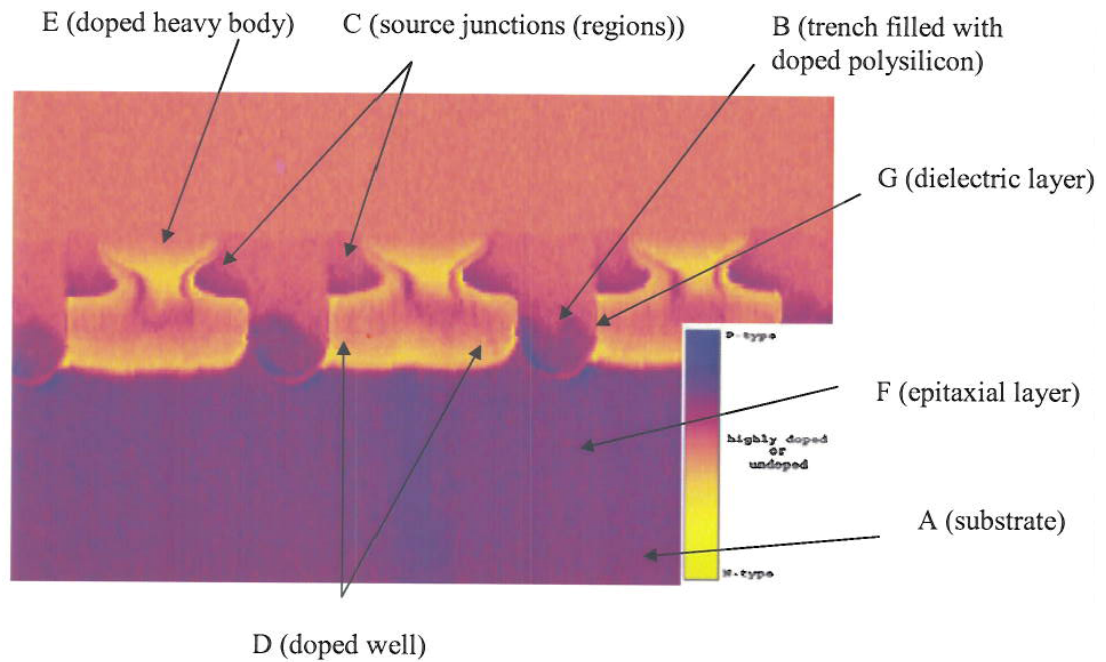 E (doped heavy body)
C (source junctions (regions))
B (trench filled with
doped polysilicon)
G (dielectric layer)
P-type
F (epitaxial layer)
highly doped
or
undoped
A (substrate)
N-type
D (doped well)